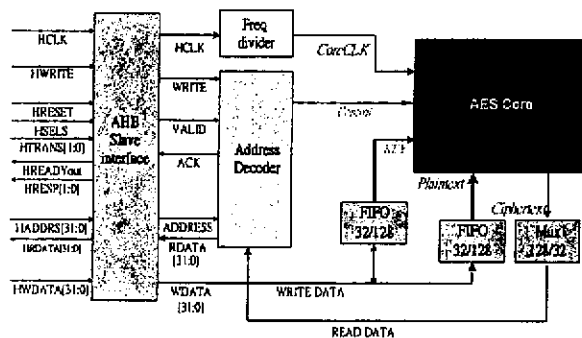 HCLK
HWRITE
HRESET
HSELS
HTRANS[1:0]
HREADYout
HRESP[1:0]
HADDRS[31:0]
HRDATA[31:0]
HWDATA[31:0]
AHB
Slave
interface
HCLK
WRITE
VALID
ACK
ADDRESS
RDATA
[31:0]
WDATA
[31:0]
Freq
divider
Address
Decoder
CoreCLK
KEY
Plaintext
Ciphertext
AES Core
FIFO
32/128
FIFO
32/128
128/32
WRITE DATA
READ DATA